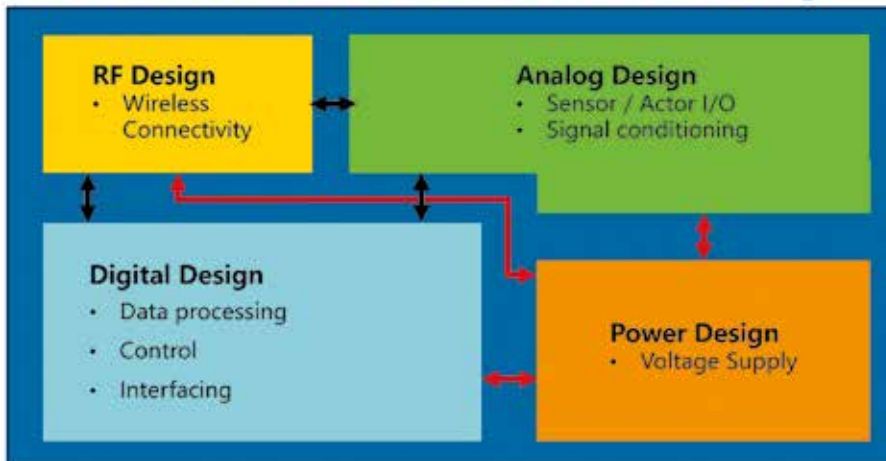 RF Design
• Wireless
Connectivity
Analog Design
• Sensor / Actor I/O
• Signal conditioning
Digital Design
• Data processing
• Control
• Interfacing
Power Design
• Voltage Supply